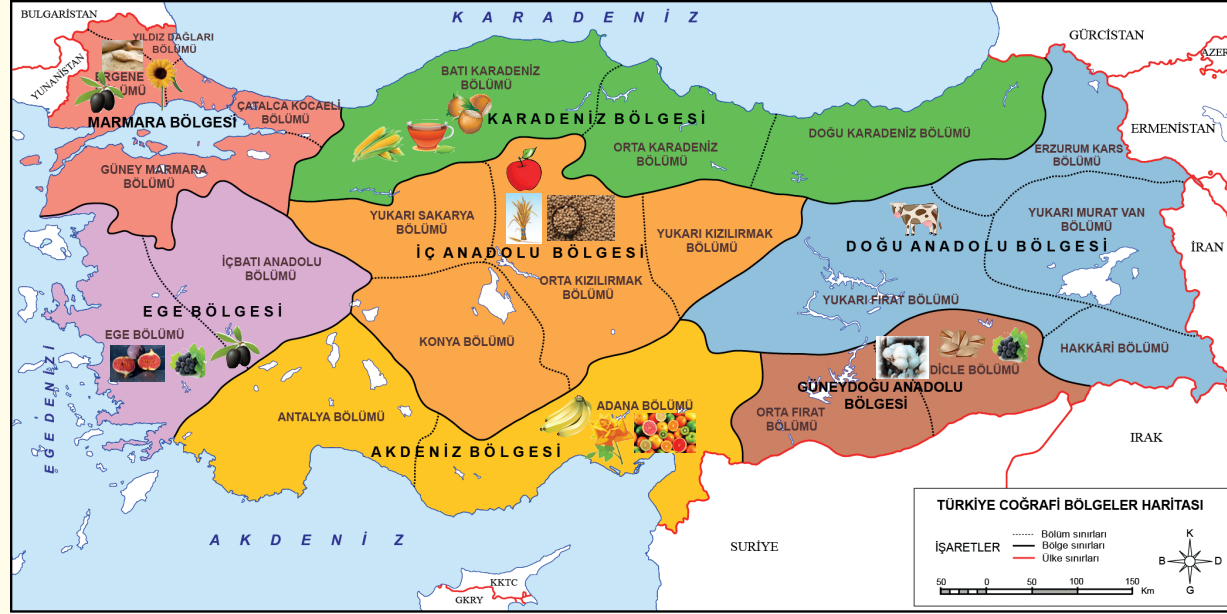 BULGARİSTAN
K A R A D E N İ Z
GÜRCİSTAN
AZER
YUNANİSTAN
YILDIZ DAĞLARI
BÖLÜMÜ
ERGENE
BÖLÜMÜ
ÇATALCA KOCAELİ
BÖLÜMÜ
MARMARA BÖLGESİ
GÜNEY MARMARA
BÖLÜMÜ
BATI KARADENİZ
BÖLÜMÜ
KARADENİZ BÖLGESİ
ORTA KARADENİZ
BÖLÜMÜ
DOĞU KARADENİZ BÖLÜMÜ
ERMENİSTAN
ERZURUM KARS
BÖLÜMÜ
YUKARI SAKARYA
BÖLÜMÜ
İÇ ANADOLU BÖLGESİ
YUKARI KIZILIRMAK
BÖLÜMÜ
ORTA KIZILIRMAK
BÖLÜMÜ
KONYA BÖLÜMÜ
YUKARI MURAT VAN
BÖLÜMÜ
DOĞU ANADOLU BÖLGESİ
İRAN
YUKARI FIRAT BÖLÜMÜ
HAKKÂRİ BÖLÜMÜ
İÇBATI ANADOLU
BÖLÜMÜ
EGE BÖLGESİ
EGE BÖLÜMÜ
EGE DENİZİ
ANTALYA BÖLÜMÜ
ADANA BÖLÜMÜ
AKDENİZ BÖLGESİ
DİCLE BÖLÜMÜ
GÜNEYDOĞU ANADOLU
BÖLGESİ
ORTA FIRAT
BÖLÜMÜ
IRAK
SURİYE
A K D E N İ Z
KKTC
GKRY
TÜRKİYE COĞRAFİ BÖLGELER HARİTASI
İŞARETLER
Bölüm sınırları
Bölge sınırları
Ülke sınırları
K
B D
G
50 0 50 100 150
Km